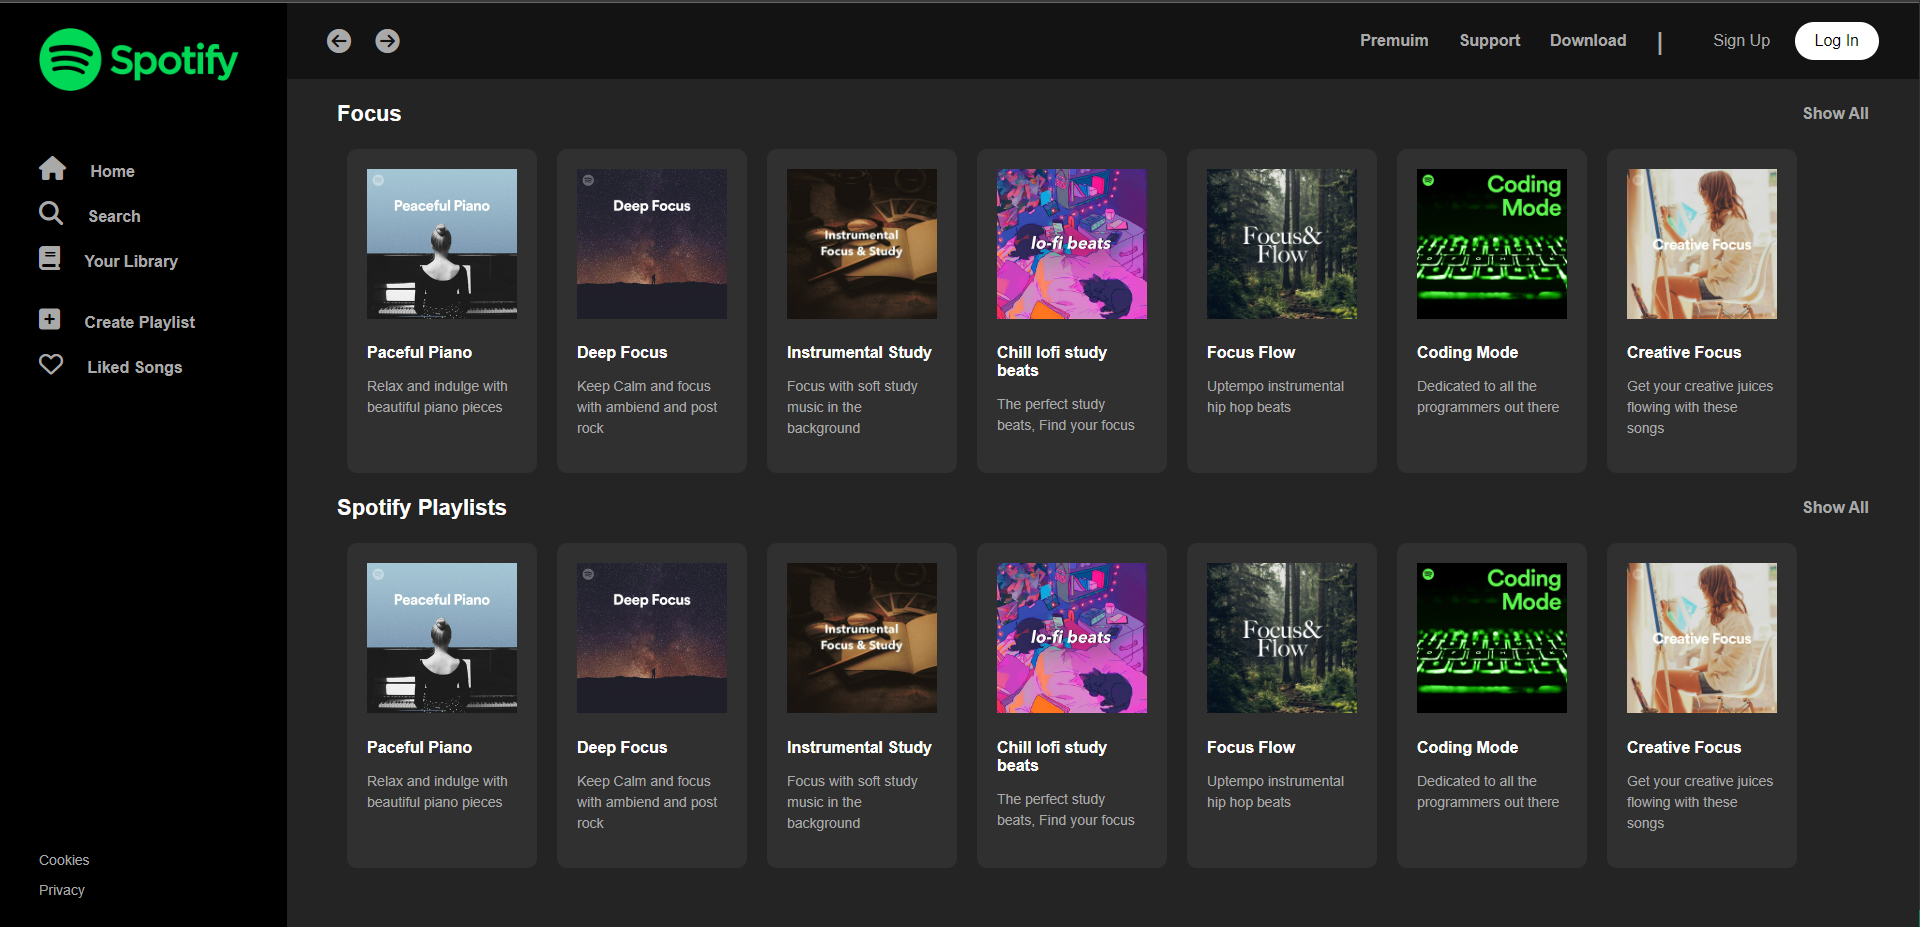 Spotify
Home
Search
Your Library
Create Playlist
Liked Songs
Cookies
Privacy
Premuim
Support
Download
|
Sign Up
Log In
Focus
Show All
Peaceful Piano
Paceful Piano
Relax and indulge with
beautiful piano pieces
Deep Focus
Deep Focus
Keep Calm and focus
with ambiend and post
rock
Instrumental
Focus & Study
Instrumental Study
Focus with soft study
music in the
background
lo-fi beats
Chill lofi study
beats
The perfect study
beats, Find your focus
Focus&
Flow
Focus Flow
Uptempo instrumental
hip hop beats
Coding
Mode
Coding Mode
Dedicated to all the
programmers out there
Creative Focus
Creative Focus
Get your creative juices
flowing with these
songs
Spotify Playlists
Show All
Peaceful Piano
Paceful Piano
Relax and indulge with
beautiful piano pieces
Deep Focus
Deep Focus
Keep Calm and focus
with ambiend and post
rock
Instrumental
Focus & Study
Instrumental Study
Focus with soft study
music in the
background
lo-fi beats
Chill lofi study
beats
The perfect study
beats, Find your focus
Focus&
Flow
Focus Flow
Uptempo instrumental
hip hop beats
Coding
Mode
Coding Mode
Dedicated to all the
programmers out there
Creative Focus
Creative Focus
Get your creative juices
flowing with these
songs